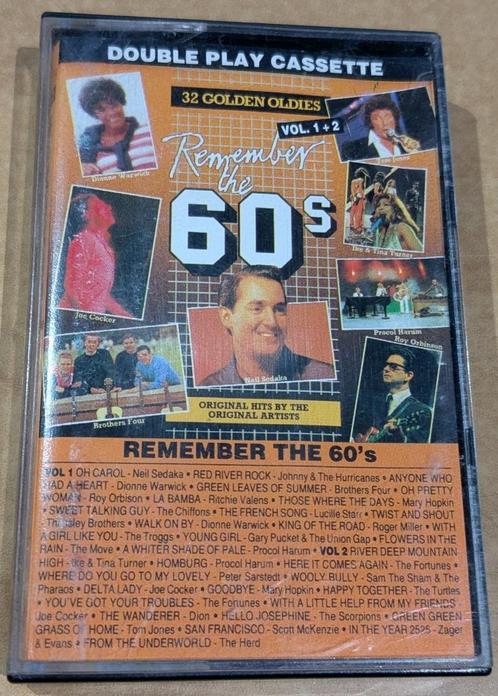 DOUBLE PLAY CASSETTE
32 GOLDEN OLDIES
VOL. 1 + 2
Remember
the
60s
Dionne Warwick
Tom Jones
Ike & Tina Turner
Joe Cocker
Procol Harum
Roy Orbinson
Neil Sedaka
Brothers Four
ORIGINAL HITS BY THE
ORIGINAL ARTISTS
REMEMBER THE 60's
VOL 1 OH CAROL - Neil Sedaka • RED RIVER ROCK - Johnny & The Hurricanes • ANYONE WHO
HAD A HEART - Dionne Warwick • GREEN LEAVES OF SUMMER - Brothers Four • OH PRETTY
WOMAN - Roy Orbison • LA BAMBA - Ritchie Valens • THOSE WHERE THE DAYS - Mary Hopkin
• SWEET TALKING GUY - The Chiffons • THE FRENCH SONG - Lucille Starr • TWIST AND SHOUT
- The Isley Brothers • WALK ON BY - Dionne Warwick • KING OF THE ROAD - Roger Miller • WITH
A GIRL LIKE YOU - The Troggs • YOUNG GIRL - Gary Pucket & The Union Gap • FLOWERS IN THE
RAIN - The Move • A WHITER SHADE OF PALE - Procol Harum • VOL 2 RIVER DEEP MOUNTAIN
HIGH - Ike & Tina Turner • HOMBURG - Procol Harum • HERE IT COMES AGAIN - The Fortunes •
WHERE DO YOU GO TO MY LOVELY - Peter Sarstedt • WOOLY BULLY - Sam The Sham & The
Pharaos • DELTA LADY - Joe Cocker • GOODBYE - Mary Hopkin • HAPPY TOGETHER - The Turtles
• YOU'VE GOT YOUR TROUBLES - The Fortunes • WITH A LITTLE HELP FROM MY FRIENDS -
Joe Cocker • THE WANDERER - Dion • HELLO JOSEPHINE - The Scorpions • GREEN GREEN
GRASS OF HOME - Tom Jones • SAN FRANCISCO - Scott McKenzie • IN THE YEAR 2525 - Zager
& Evans • FROM THE UNDERWORLD - The Herd